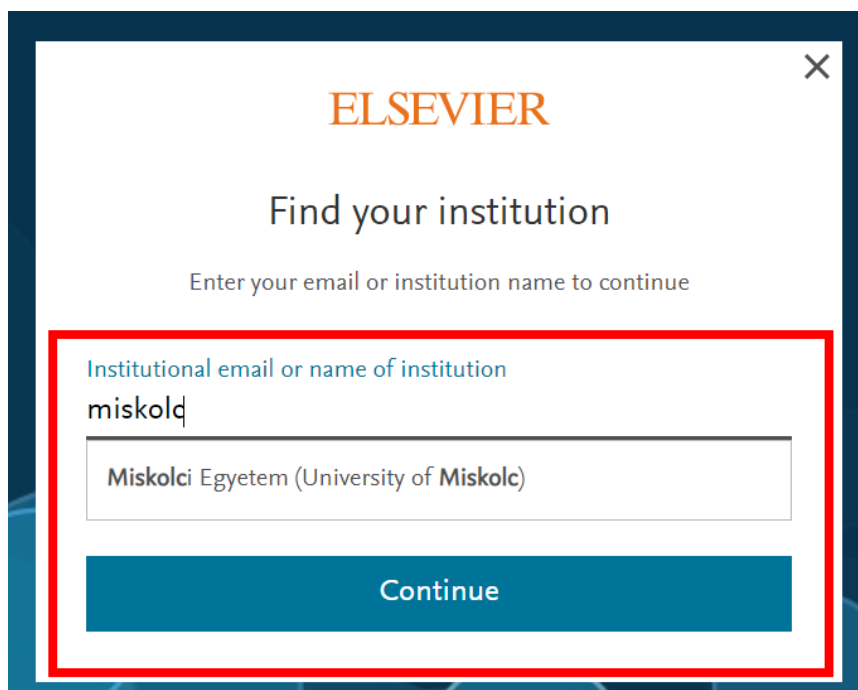 ELSEVIER
Find your institution
Enter your email or institution name to continue
Institutional email or name of institution
miskolc
Miskolci Egyetem (University of Miskolc)
Continue